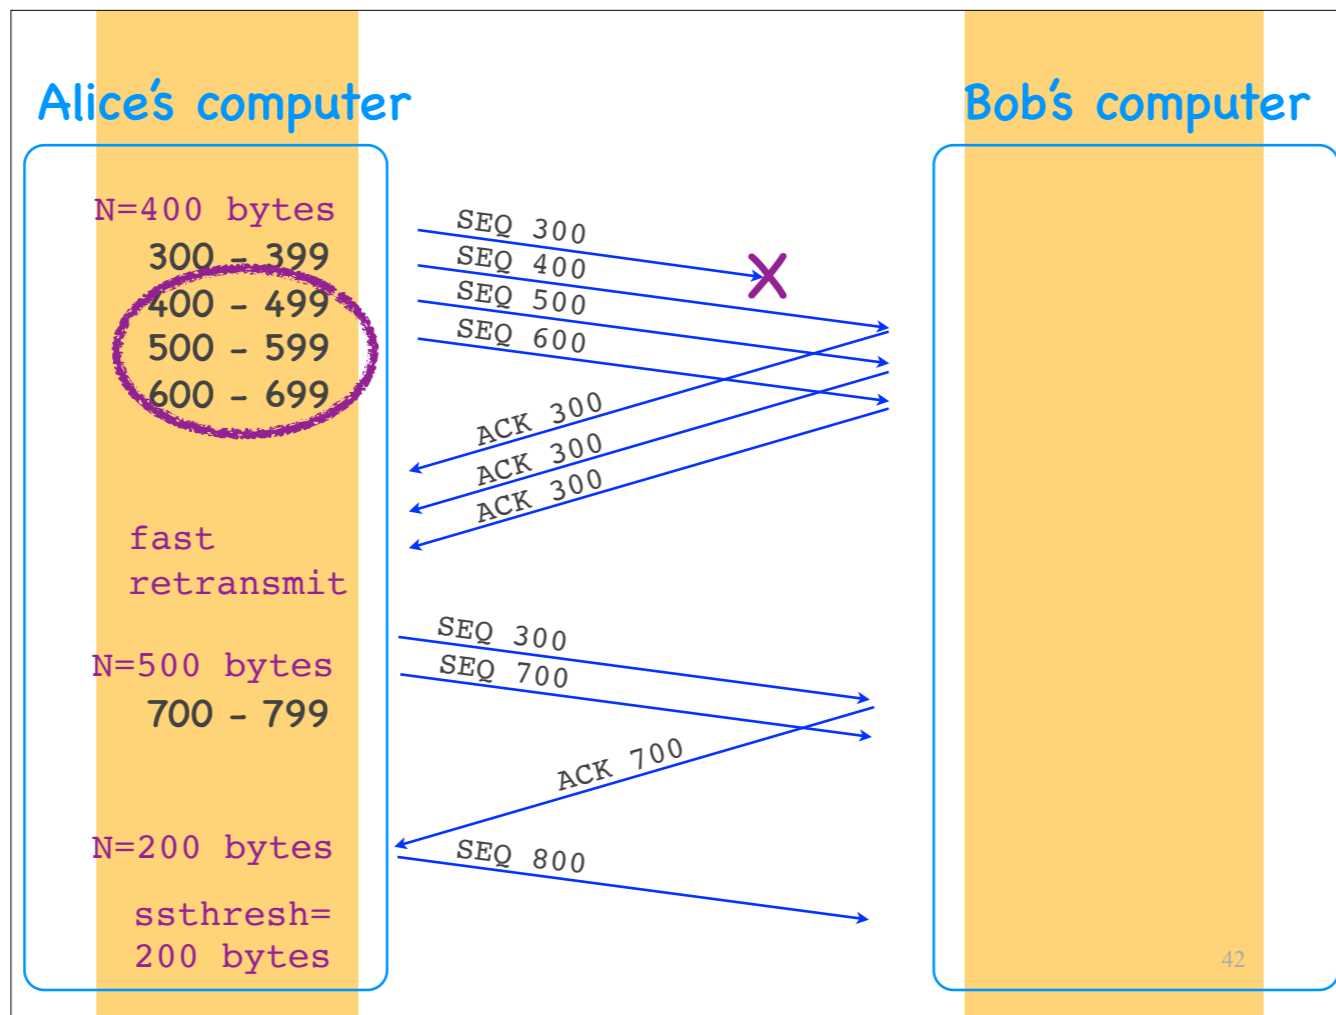 Alice's computer
Bob's computer
N=400 bytes
300 - 399
400 - 499
500 - 599
600 - 699
SEQ 300
SEQ 400
SEQ 500
SEQ 600
ACK 300
ACK 300
ACK 300
fast
retransmit
SEQ 300
SEQ 700
N=500 bytes
700 - 799
ACK 700
N=200 bytes
SEQ 800
ssthresh=
200 bytes
42